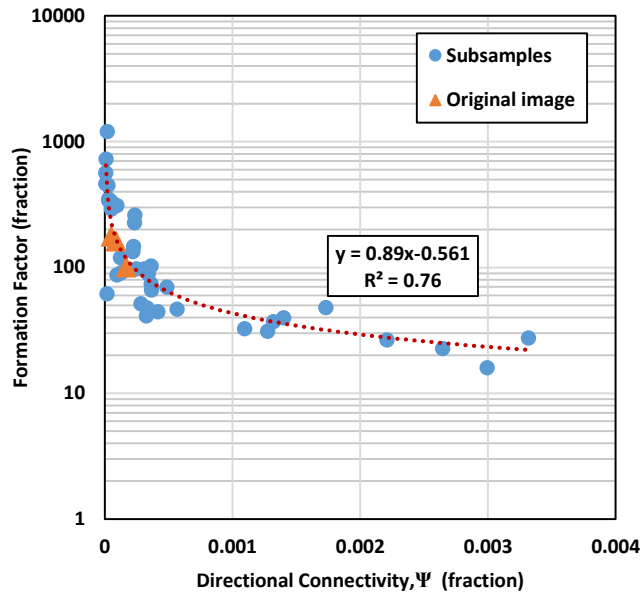 10000
1000
100
10
1
Formation Factor (fraction)
Subsamples
Original image
y = 0.89x-0.561
R² = 0.76
0
0.001
0.002
0.003
0.004
Directional Connectivity,Ψ (fraction)